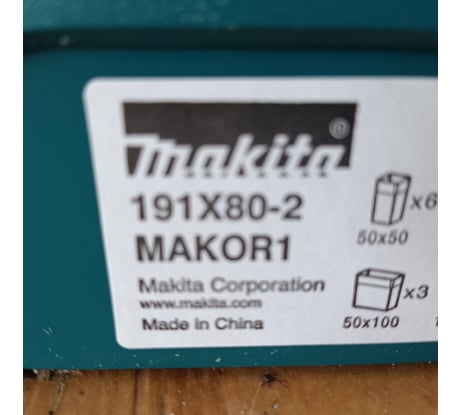 makita®
191X80-2
MAKOR1
Makita Corporation
www.makita.com
Made in China
x6
50x50
x3
50x100